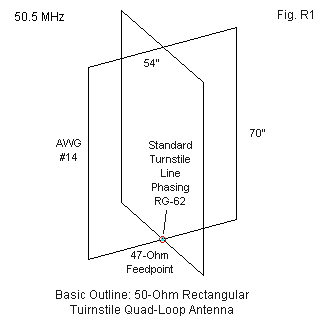 50.5 MHz
Fig. R1
54"
AWG
#14
70"
Standard
Turnstile
Line
Phasing
RG-62
47-Ohm
Feedpoint
Basic Outline: 50-Ohm Rectangular
Tuirnstile Quad-Loop Antenna